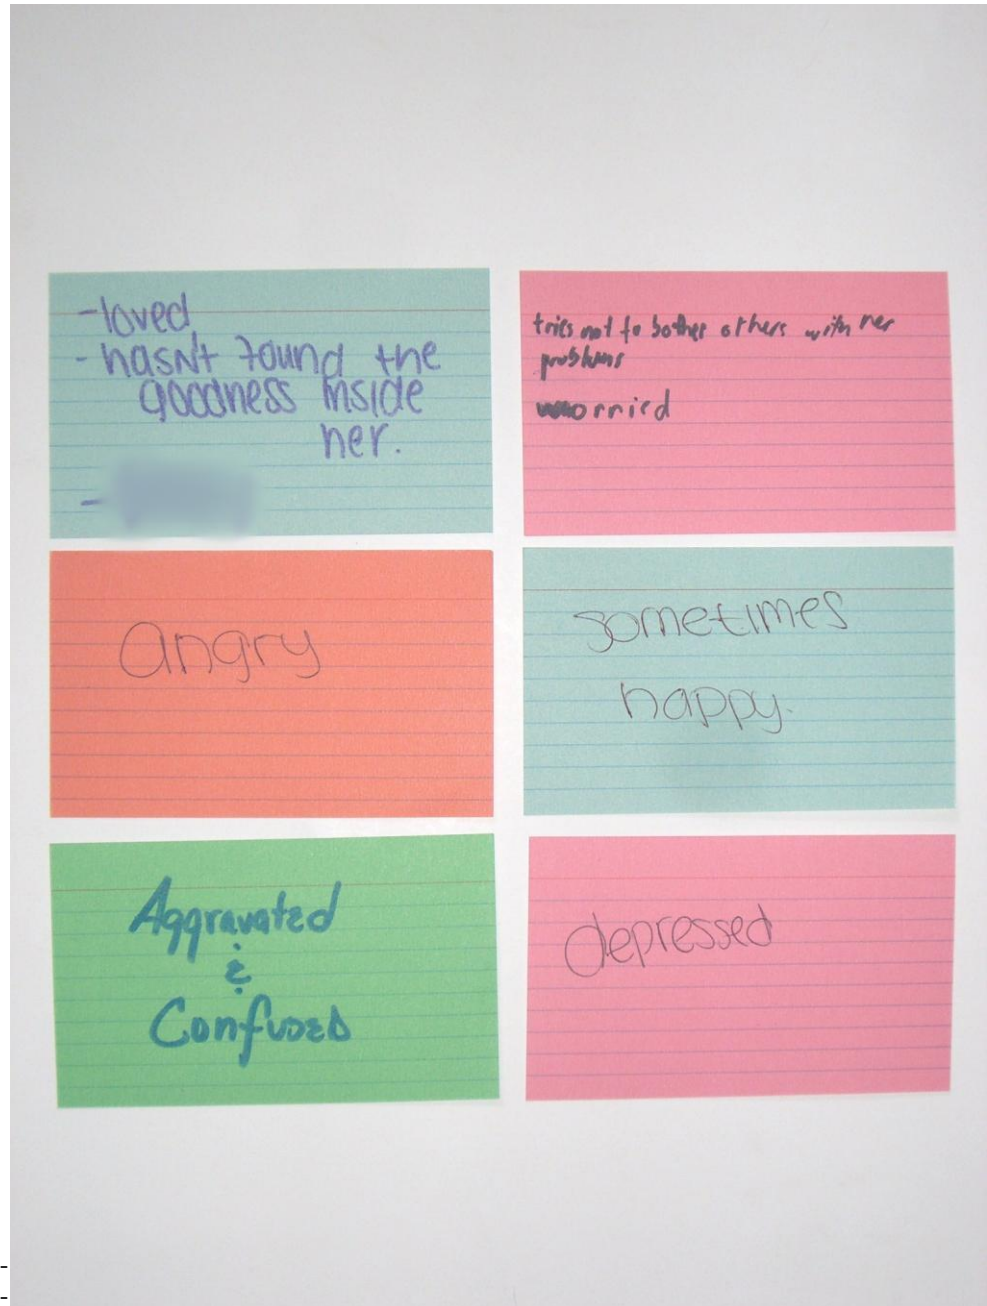 -loved
- hasn't found the
goodness inside
her.
-
tries not to bother others with her
problems
worried
angry
sometimes
happy.
Aggravated
&
Confused
depressed